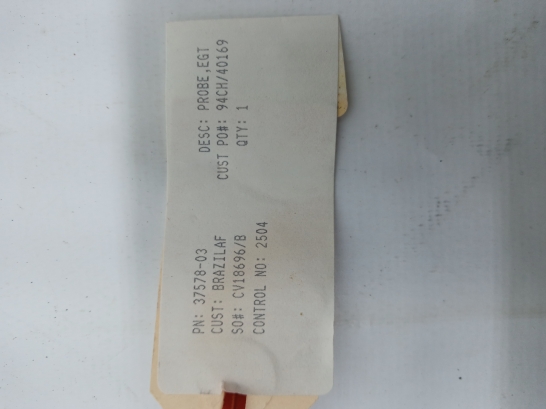 PN: 37578-03 DESC: PROBE,EGT
CUST: BRAZILAF CUST PO#: 94CH/40169
SO#: CV18696/B QTY: 1
CONTROL NO: 2504